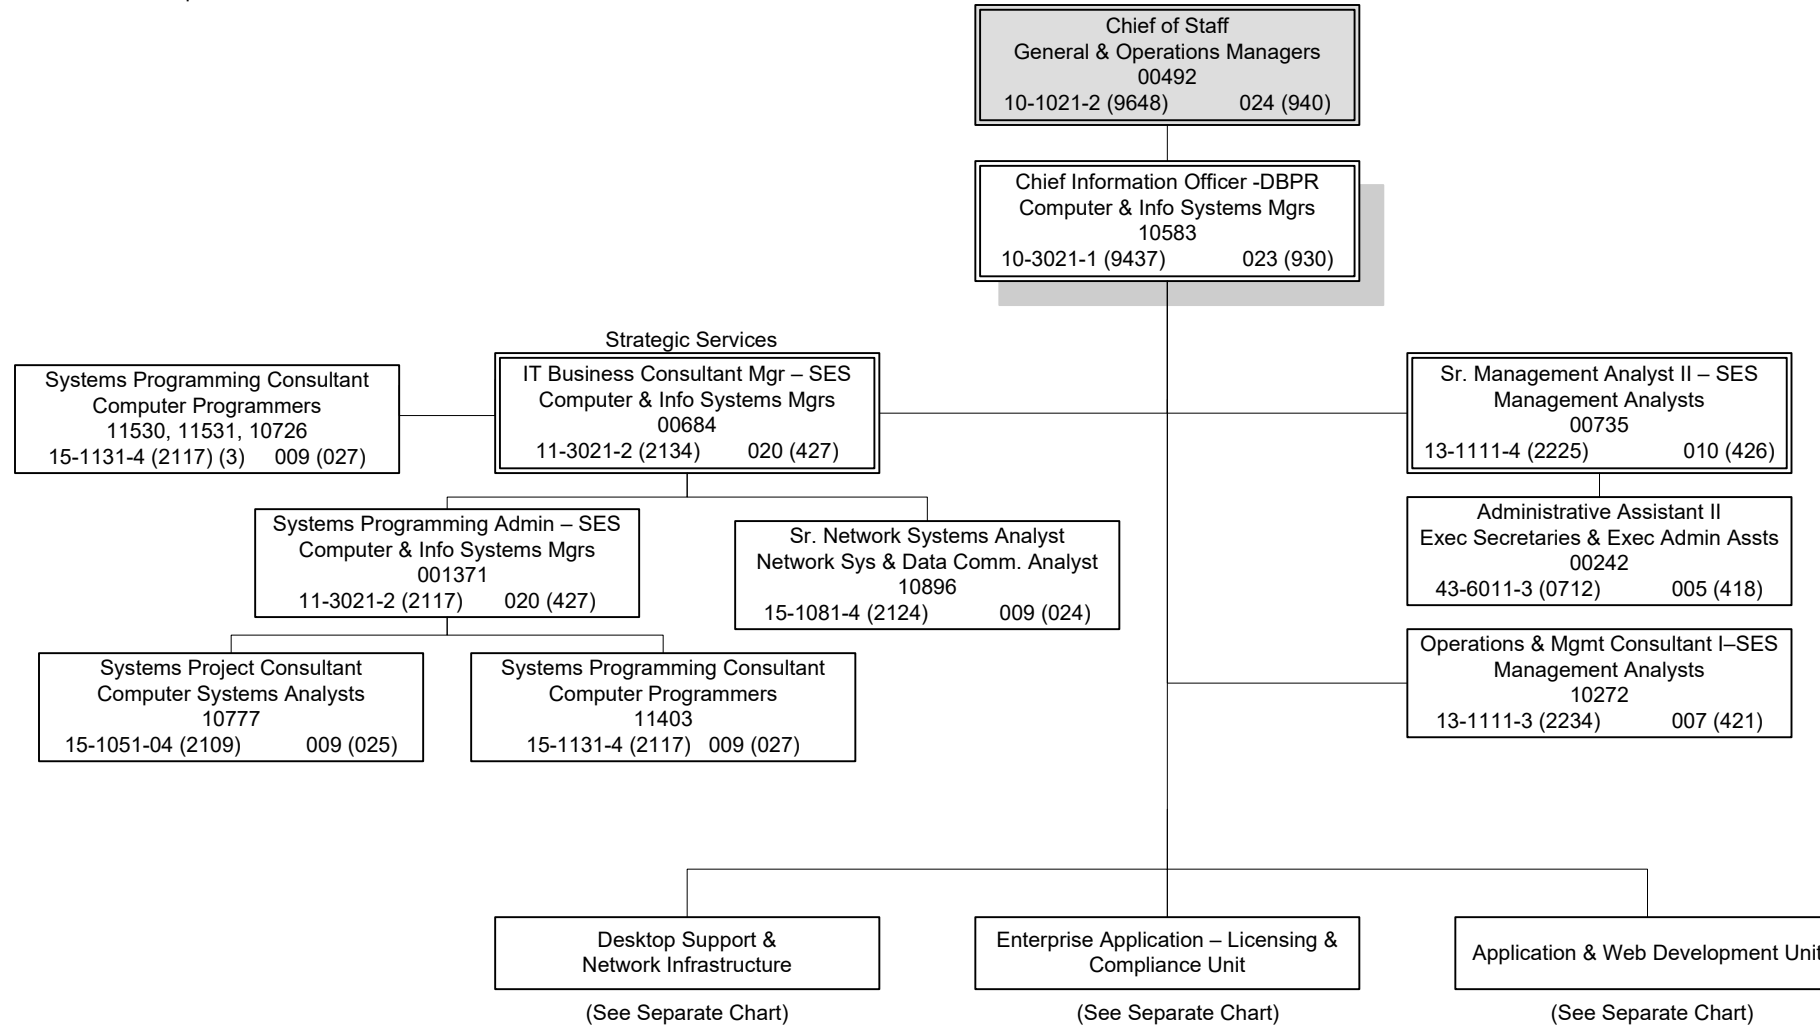 Chief of Staff
General & Operations Managers
00492
10-1021-2 (9648) 024 (940)
Chief Information Officer -DBPR
Computer & Info Systems Mgrs
10583
10-3021-1 (9437) 023 (930)
Strategic Services
Systems Programming Consultant
Computer Programmers
11530, 11531, 10726
15-1131-4 (2117) (3) 009 (027)
IT Business Consultant Mgr – SES
Computer & Info Systems Mgrs
00684
11-3021-2 (2134) 020 (427)
Sr. Management Analyst II – SES
Management Analysts
00735
13-1111-4 (2225) 010 (426)
Systems Programming Admin – SES
Computer & Info Systems Mgrs
001371
11-3021-2 (2117) 020 (427)
Sr. Network Systems Analyst
Network Sys & Data Comm. Analyst
10896
15-1081-4 (2124) 009 (024)
Administrative Assistant II
Exec Secretaries & Exec Admin Assts
00242
43-6011-3 (0712) 005 (418)
Systems Project Consultant
Computer Systems Analysts
10777
15-1051-04 (2109) 009 (025)
Systems Programming Consultant
Computer Programmers
11403
15-1131-4 (2117) 009 (027)
Operations & Mgmt Consultant I–SES
Management Analysts
10272
13-1111-3 (2234) 007 (421)
Desktop Support &
Network Infrastructure
(See Separate Chart)
Enterprise Application – Licensing &
Compliance Unit
(See Separate Chart)
Application & Web Development Unit
(See Separate Chart)